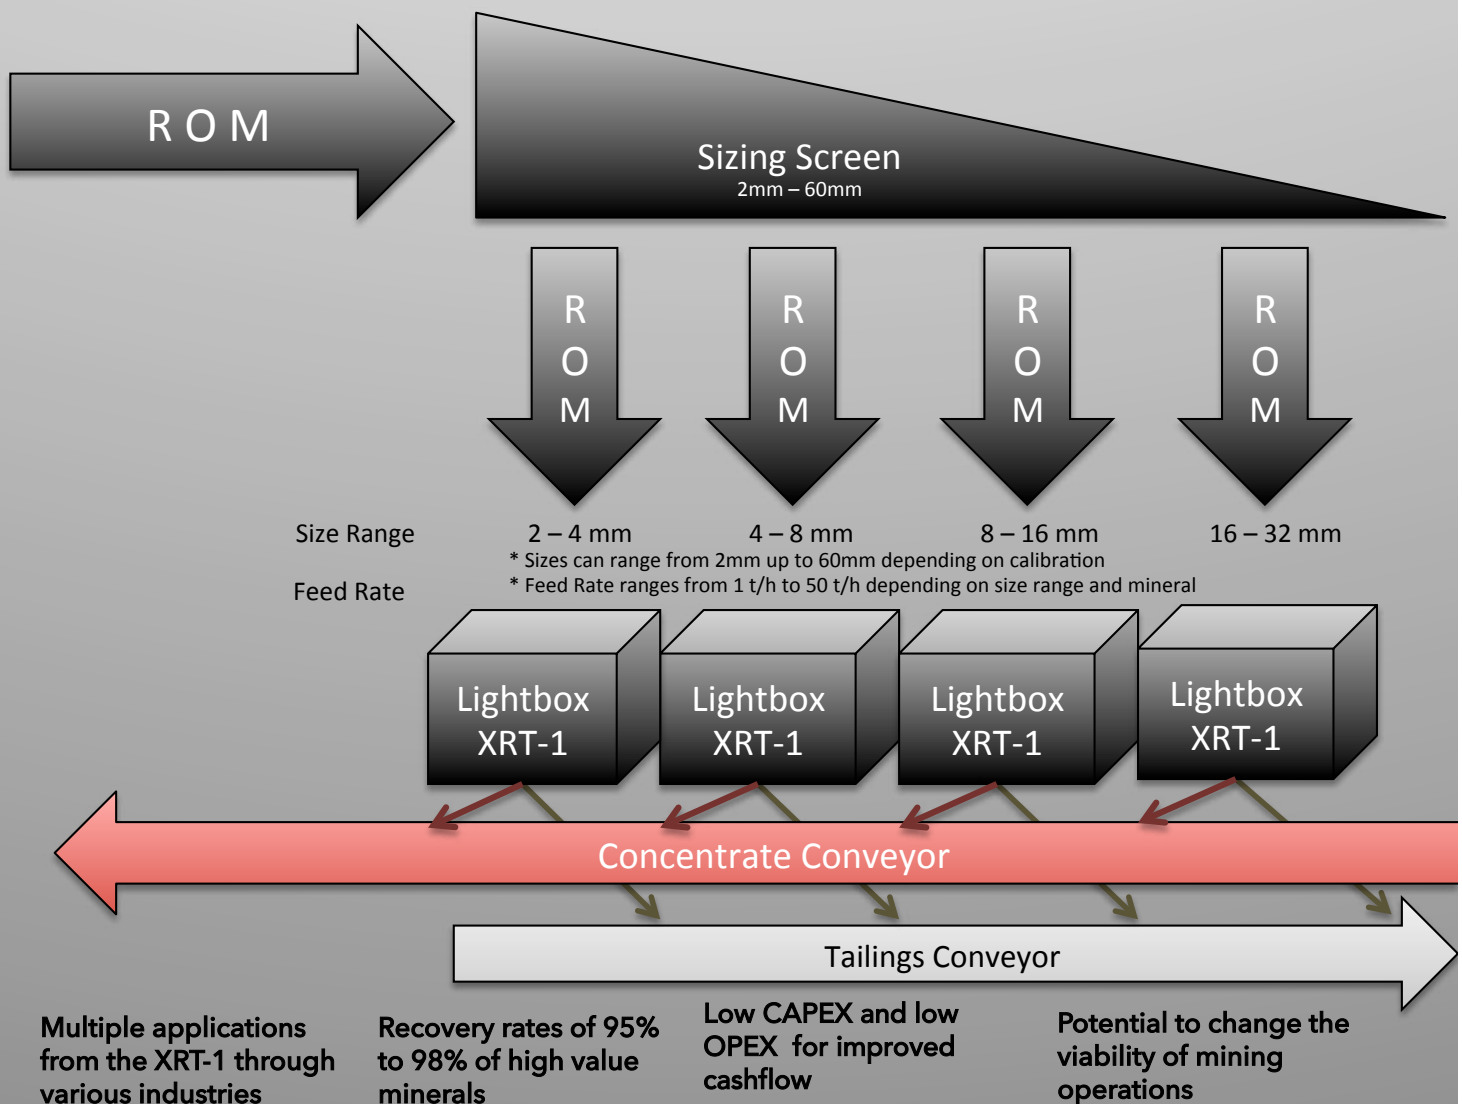 R O M
Sizing Screen
2mm – 60mm
R
O
M
R
O
M
R
O
M
R
O
M
Size Range
2 – 4 mm
4 – 8 mm
8 – 16 mm
16 – 32 mm
* Sizes can range from 2mm up to 60mm depending on calibration
Feed Rate
* Feed Rate ranges from 1 t/h to 50 t/h depending on size range and mineral
Lightbox
XRT-1
Lightbox
XRT-1
Lightbox
XRT-1
Lightbox
XRT-1
Concentrate Conveyor
Tailings Conveyor
Multiple applications
from the XRT-1 through
various industries
Recovery rates of 95%
to 98% of high value
minerals
Low CAPEX and low
OPEX  for improved
cashflow
Potential to change the
viability of mining
operations